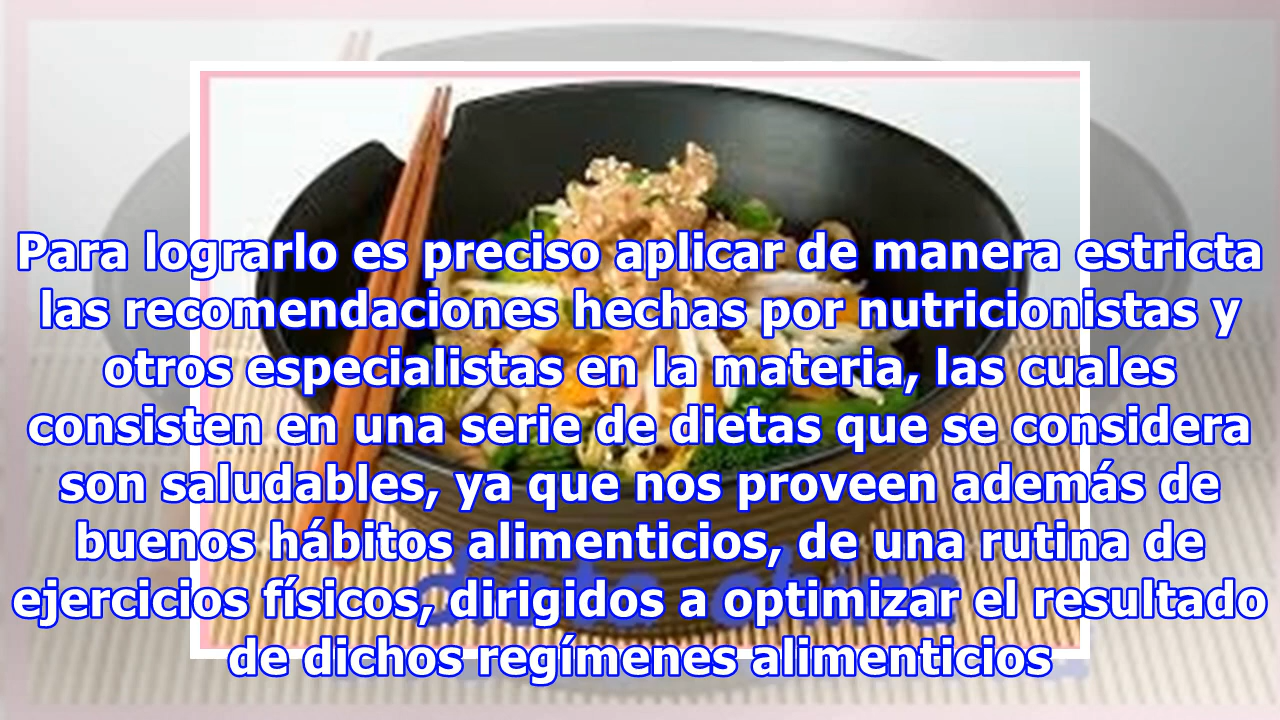 Para lograrlo es preciso aplicar de manera estricta
las recomendaciones hechas por nutricionistas y
otros especialistas en la materia, las cuales
consisten en una serie de dietas que se considera
son saludables, ya que nos proveen además de
buenos hábitos alimenticios, de una rutina de
ejercicios físicos, dirigidos a optimizar el resultado
de dichos regímenes alimenticios